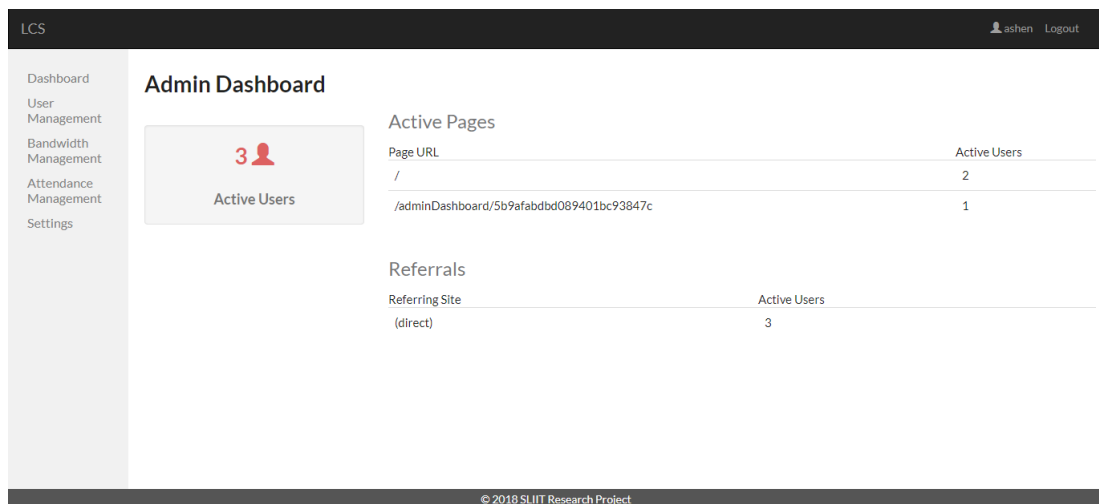 LCS
ashen Logout
Dashboard
User
Management
Bandwidth
Management
Attendance
Management
Settings
Admin Dashboard
3
Active Users
Active Pages
Page URL Active Users
/ 2
/adminDashboard/5b9afabdbd089401bc93847c 1
Referrals
Referring Site Active Users
(direct) 3
© 2018 SLIIT Research Project